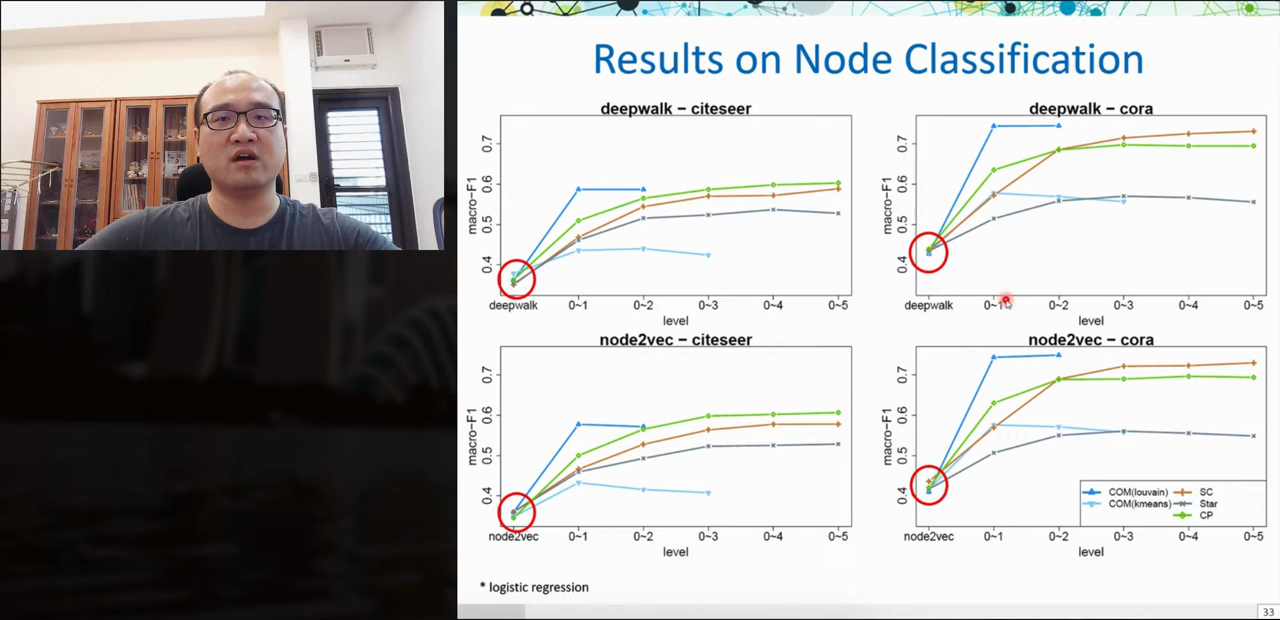 Results on Node Classification
deepwalk − citeseer
macro−F1
0.7
0.6
0.5
0.4
deepwalk 0~1 0~2 0~3 0~4 0~5
level
deepwalk − cora
macro−F1
0.7
0.6
0.5
0.4
deepwalk 0~1 0~2 0~3 0~4 0~5
level
node2vec − citeseer
macro−F1
0.7
0.6
0.5
0.4
node2vec 0~1 0~2 0~3 0~4 0~5
level
node2vec − cora
macro−F1
0.7
0.6
0.5
0.4
COM(louvain) SC
COM(kmeans) Star
CP
node2vec 0~1 0~2 0~3 0~4 0~5
level
* logistic regression
33